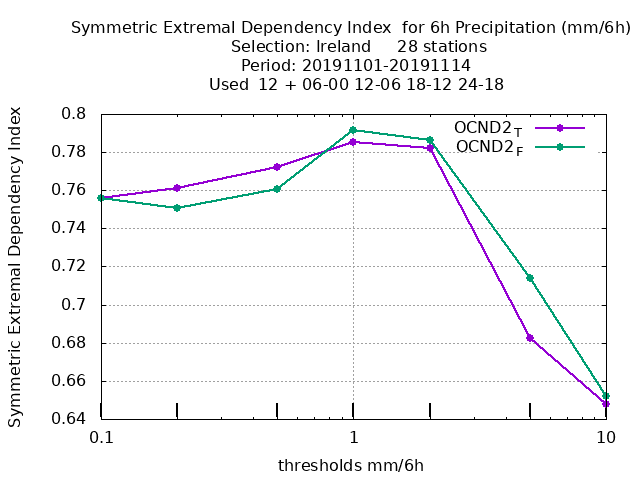 Symmetric Extremal Dependency Index  for 6h Precipitation (mm/6h)
Selection: Ireland     28 stations
Period: 20191101-20191114
Used  12 + 06-00 12-06 18-12 24-18
Symmetric Extremal Dependency Index
0.8
0.78
0.76
0.74
0.72
0.7
0.68
0.66
0.64
OCND2T
OCND2F
0.1
1
10
thresholds mm/6h